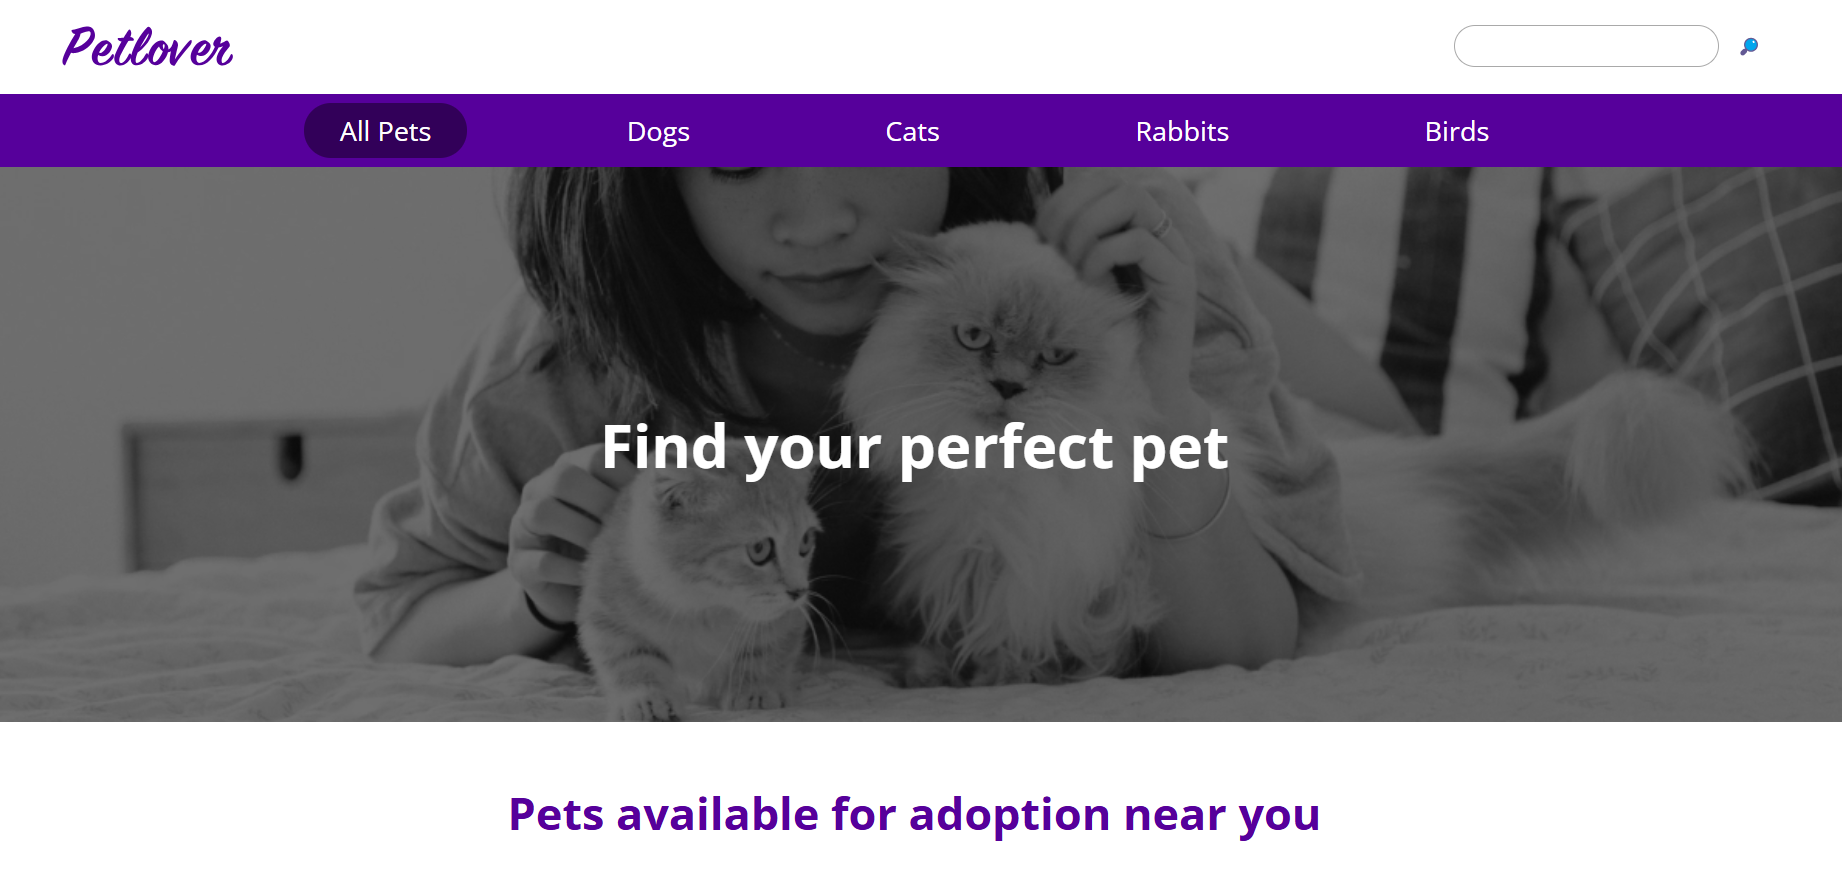 Petlover
All Pets
Dogs
Cats
Rabbits
Birds
Find your perfect pet
Pets available for adoption near you